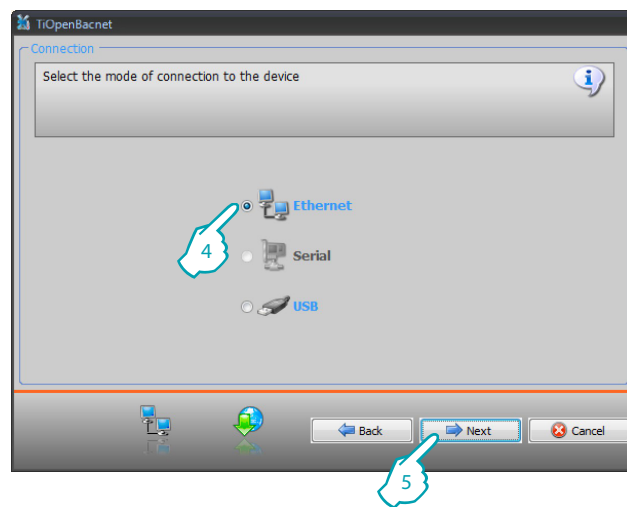 TiOpenBacnet
Connection
Select the mode of connection to the device
Ethernet
4
Serial
USB
Back Next Cancel
5